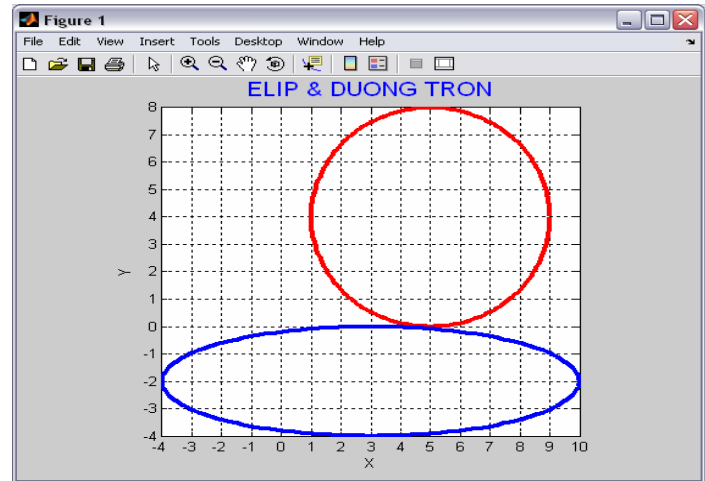 Figure 1
File Edit View Insert Tools Desktop Window Help
ELIP & DUONG TRON
8
7
6
5
4
3
2
1
0
-1
-2
-3
-4
Y
-4 -3 -2 -1 0 1 2 3 4 5 6 7 8 9 10
X